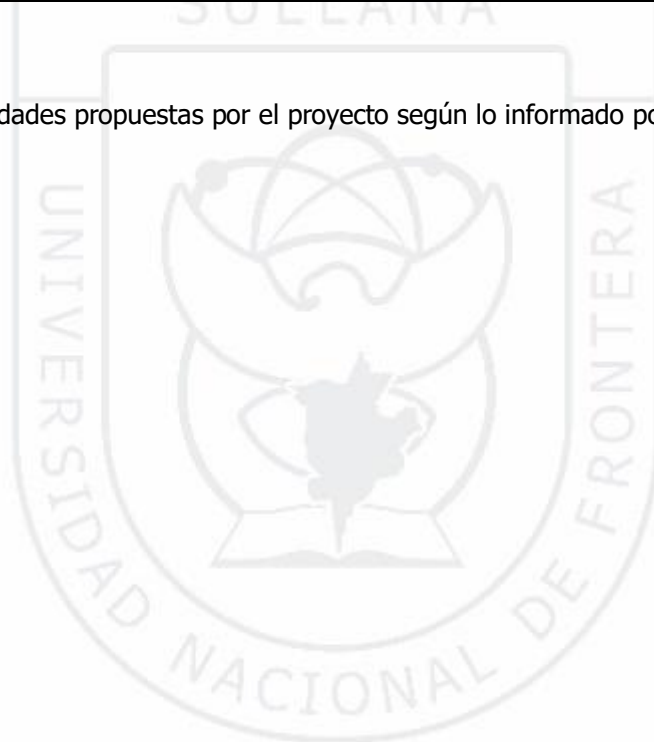 SULLANA
dades propuestas por el proyecto según lo informado po
UNIVERSIDAD NACIONAL DE FRONTERA